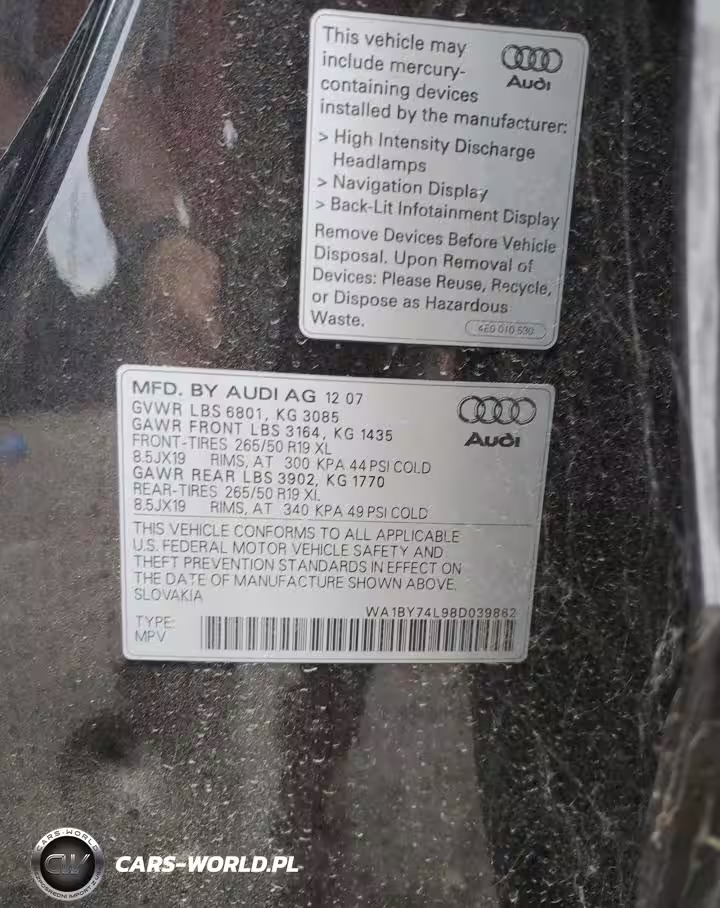 This vehicle may
include mercury-
containing devices
installed by the manufacturer:
> High Intensity Discharge
Headlamps
> Navigation Display
> Back-Lit Infotainment Display
Remove Devices Before Vehicle
Disposal. Upon Removal of
Devices: Please Reuse, Recycle,
or Dispose as Hazardous
Waste.
Audi
4E0 010 530
MFD. BY AUDI AG 12 07
GVWR LBS 6801, KG 3085
GAWR FRONT LBS 3164, KG 1435
FRONT-TIRES 265/50 R19 XL
8.5JX19 RIMS, AT 300 KPA 44 PSI COLD
GAWR REAR LBS 3902, KG 1770
REAR-TIRES 265/50 R19 XL
8.5JX19 RIMS, AT 340 KPA 49 PSI COLD
Audi
THIS VEHICLE CONFORMS TO ALL APPLICABLE
U.S. FEDERAL MOTOR VEHICLE SAFETY AND
THEFT PREVENTION STANDARDS IN EFFECT ON
THE DATE OF MANUFACTURE SHOWN ABOVE.
SLOVAKIA
WA1BY74L98D039862
TYPE:
MPV
CARS-WORLD
CW
CARS-WORLD.PL